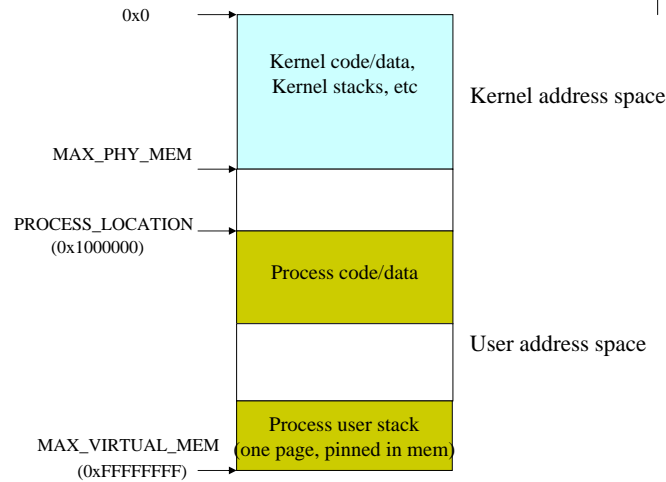 0x0
Kernel code/data,
Kernel stacks, etc
Kernel address space
MAX_PHY_MEM
PROCESS_LOCATION
(0x1000000)
Process code/data
User address space
Process user stack
(one page, pinned in mem)
MAX_VIRTUAL_MEM
(0xFFFFFFFF)